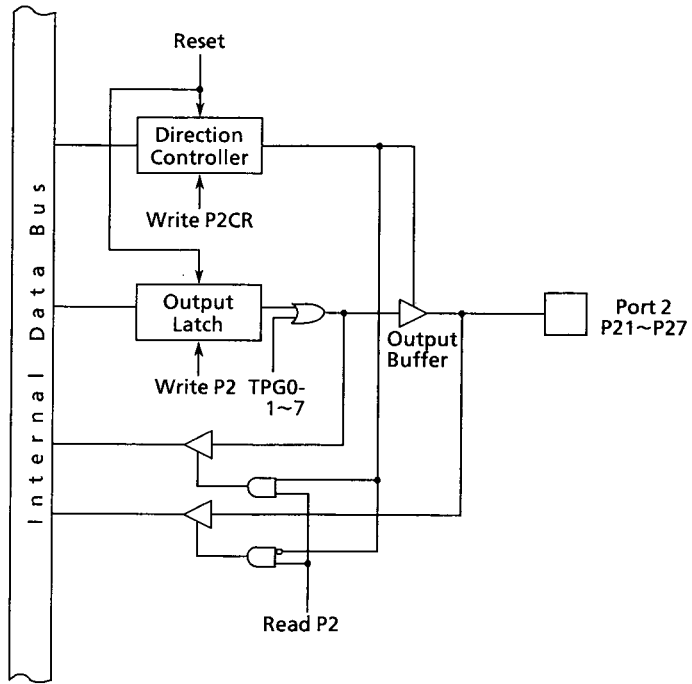 Reset
Direction
Controller
Write P2CR
Internal Data Bus
Output
Latch
Port 2
P21~P27
Output
Buffer
Write P2
TPG0-
1~7
Read P2